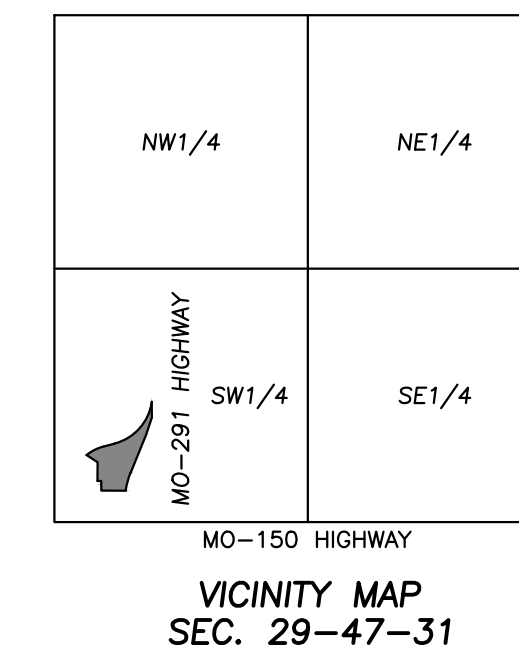 NW1/4
NE1/4
MO-291 HIGHWAY
SW1/4
SE1/4
MO-150 HIGHWAY
VICINITY MAP
SEC. 29-47-31